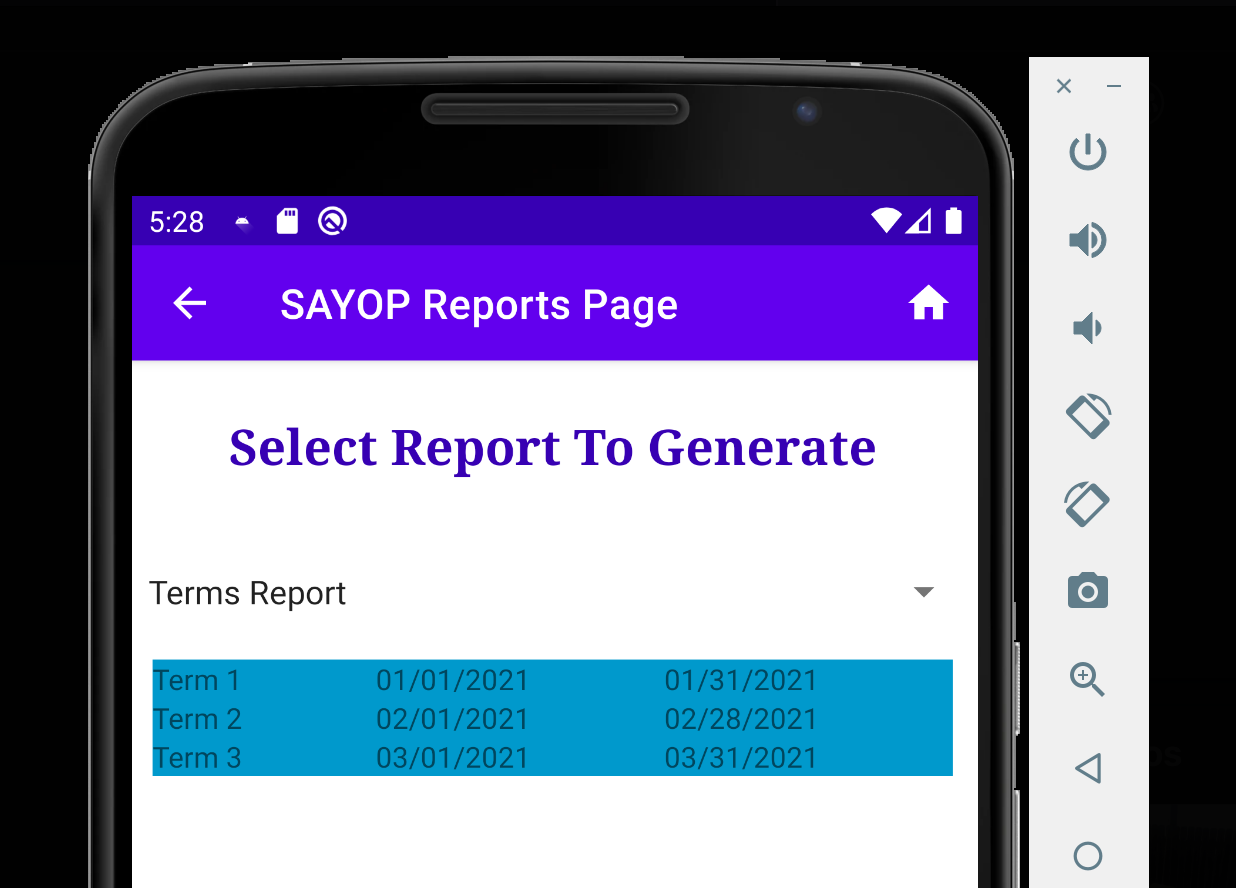 5:28
SAYOP Reports Page
Select Report To Generate
Terms Report
Term 1 01/01/2021 01/31/2021
Term 2 02/01/2021 02/28/2021
Term 3 03/01/2021 03/31/2021